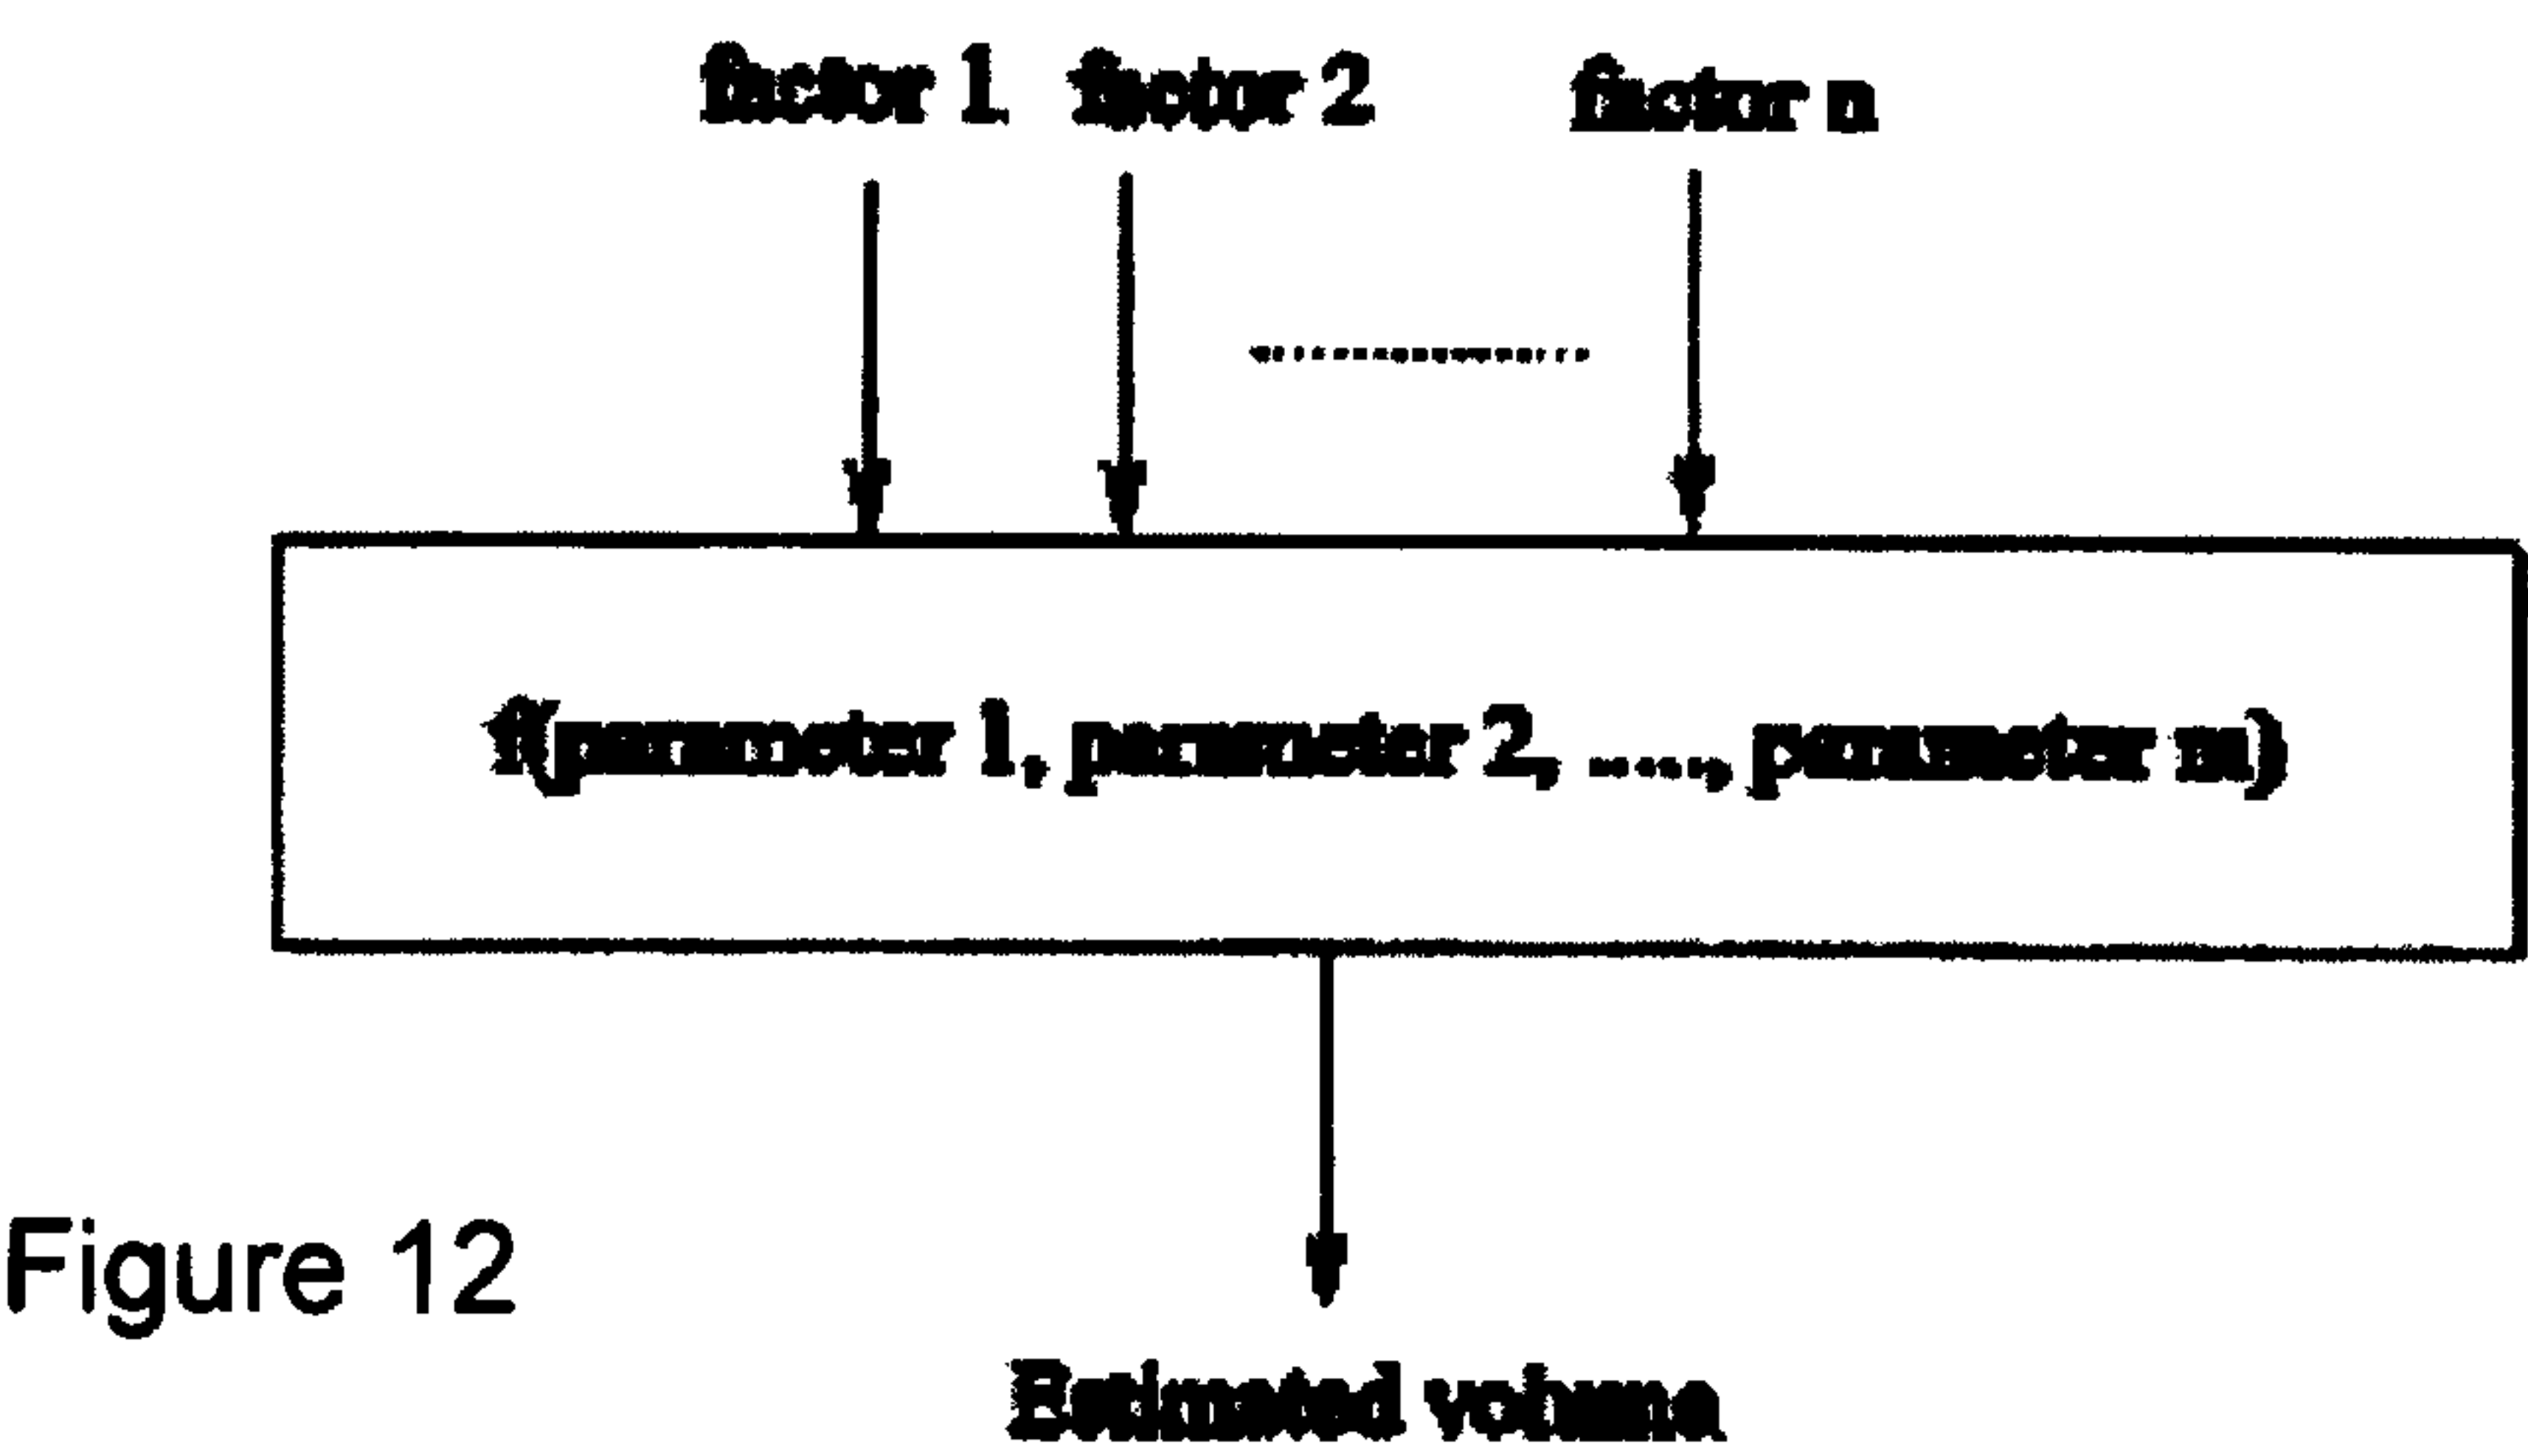 factor 1 factor 2 factor n
f(parameter 1, parameter 2, ....., parameter m)
Figure 12
Estimated volume